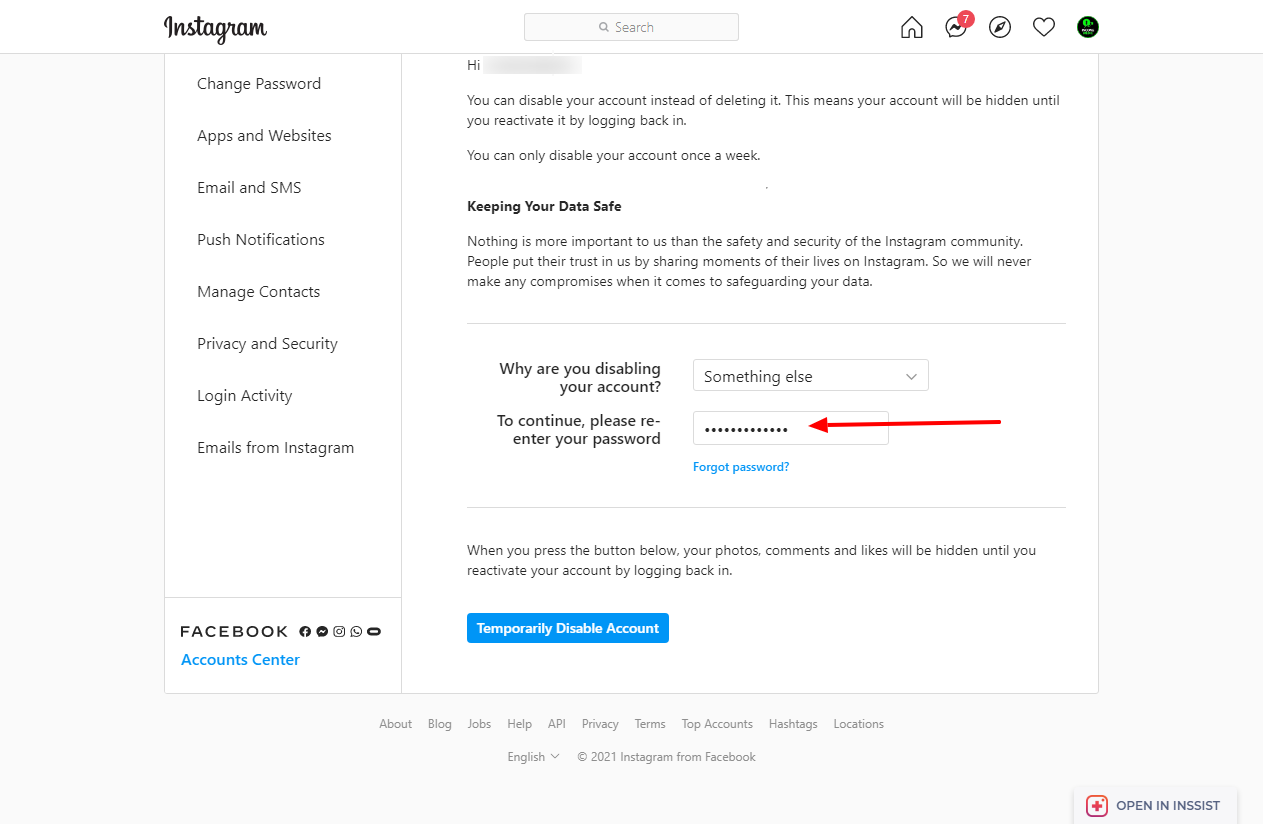 Instagram
Search
7
Change Password
Apps and Websites
Email and SMS
Push Notifications
Manage Contacts
Privacy and Security
Login Activity
Emails from Instagram
FACEBOOK
Accounts Center
Hi
You can disable your account instead of deleting it. This means your account will be hidden until
you reactivate it by logging back in.
You can only disable your account once a week.
Keeping Your Data Safe
Nothing is more important to us than the safety and security of the Instagram community.
People put their trust in us by sharing moments of their lives on Instagram. So we will never
make any compromises when it comes to safeguarding your data.
Why are you disabling
your account?
Something else
To continue, please re-
enter your password
•••••••••••••
Forgot password?
When you press the button below, your photos, comments and likes will be hidden until you
reactivate your account by logging back in.
Temporarily Disable Account
About Blog Jobs Help API Privacy Terms Top Accounts Hashtags Locations
English © 2021 Instagram from Facebook
OPEN IN INSSIST